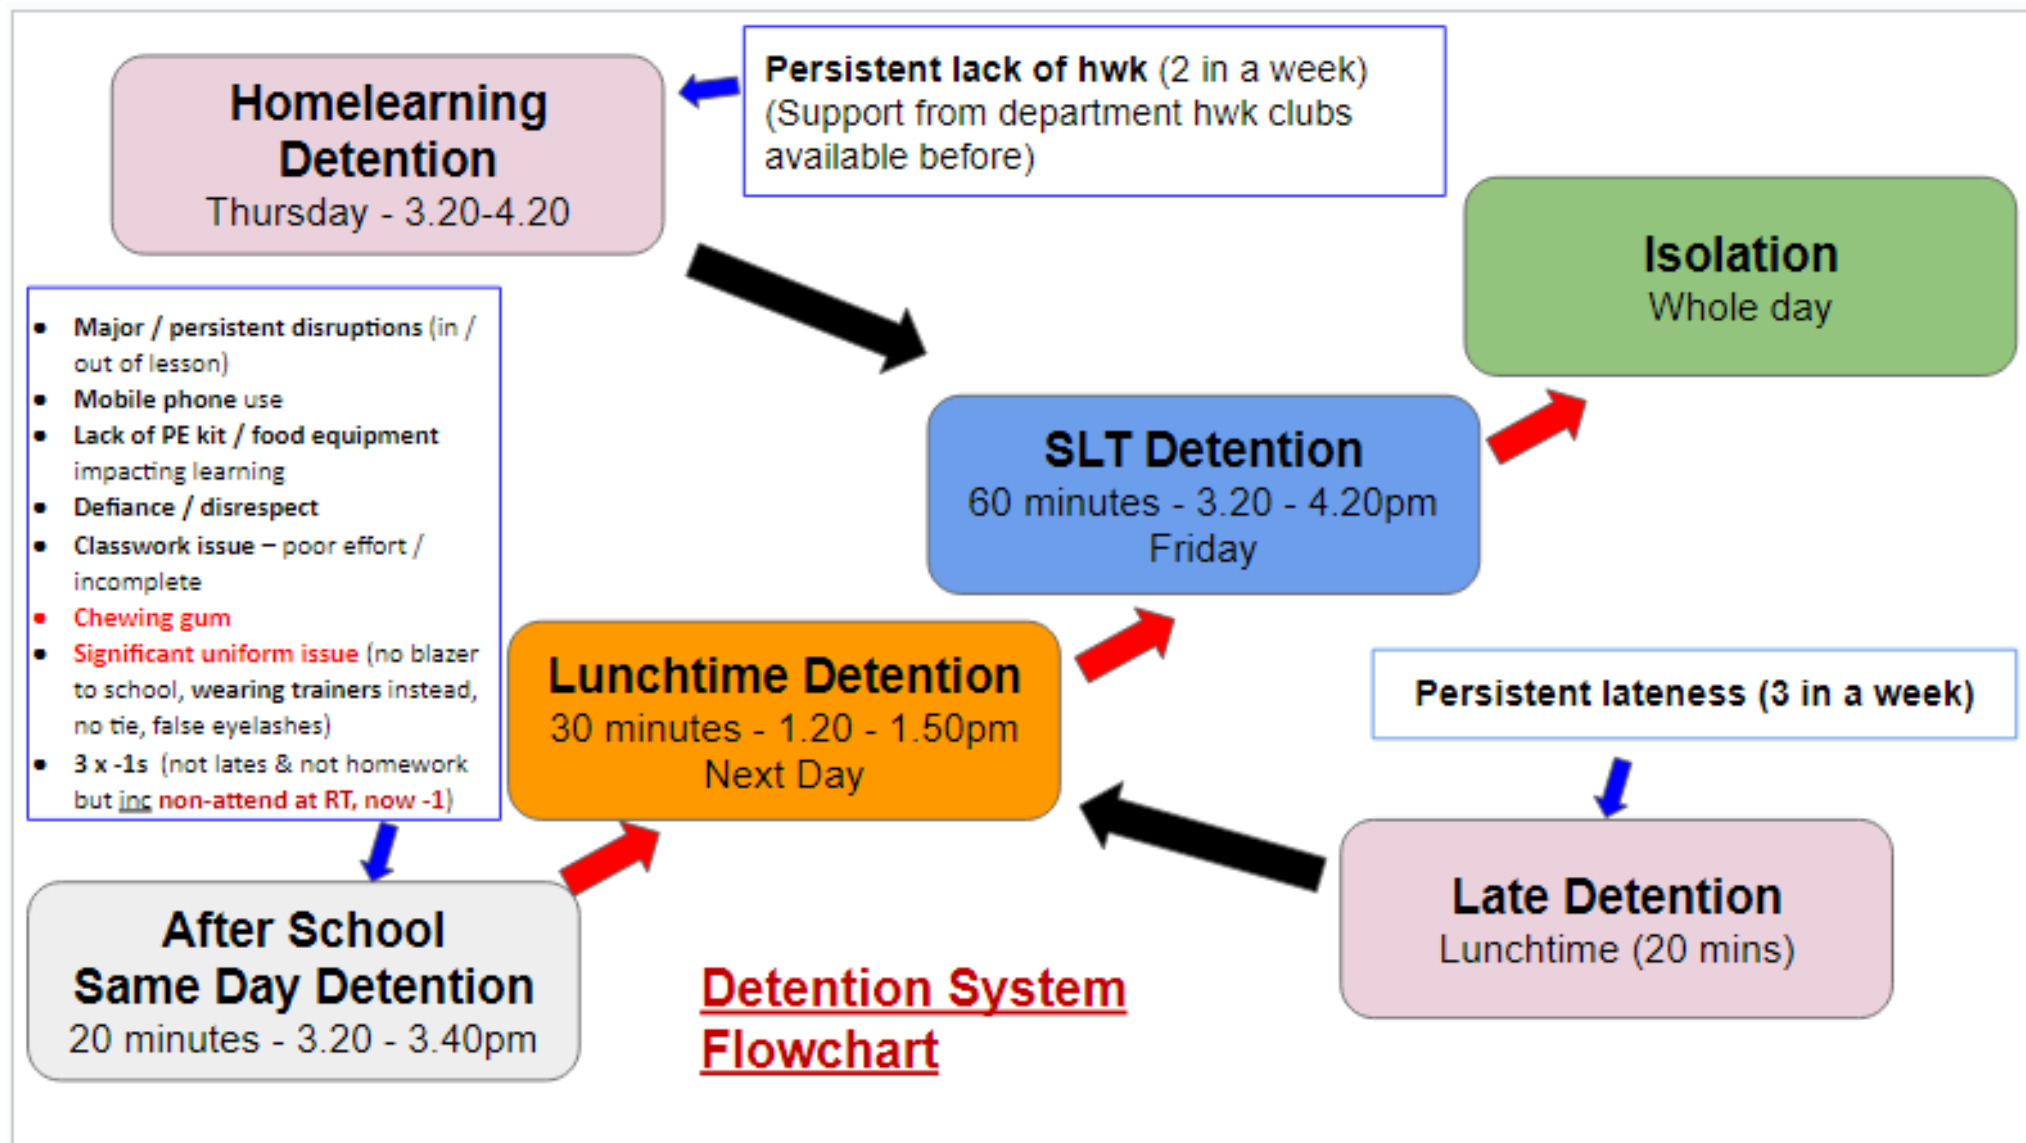 Homelearning
Detention
Thursday - 3.20-4.20
Persistent lack of hwk (2 in a week)
(Support from department hwk clubs
available before)
Isolation
Whole day
• Major / persistent disruptions (in /
out of lesson)
• Mobile phone use
• Lack of PE kit / food equipment
impacting learning
• Defiance / disrespect
• Classwork issue – poor effort /
incomplete
• Chewing gum
• Significant uniform issue (no blazer
to school, wearing trainers instead,
no tie, false eyelashes)
• 3 x -1s (not lates & not homework
but inc non-attend at RT, now -1)
SLT Detention
60 minutes - 3.20 - 4.20pm
Friday
Lunchtime Detention
30 minutes - 1.20 - 1.50pm
Next Day
Persistent lateness (3 in a week)
After School
Same Day Detention
20 minutes - 3.20 - 3.40pm
Late Detention
Lunchtime (20 mins)
Detention System
Flowchart